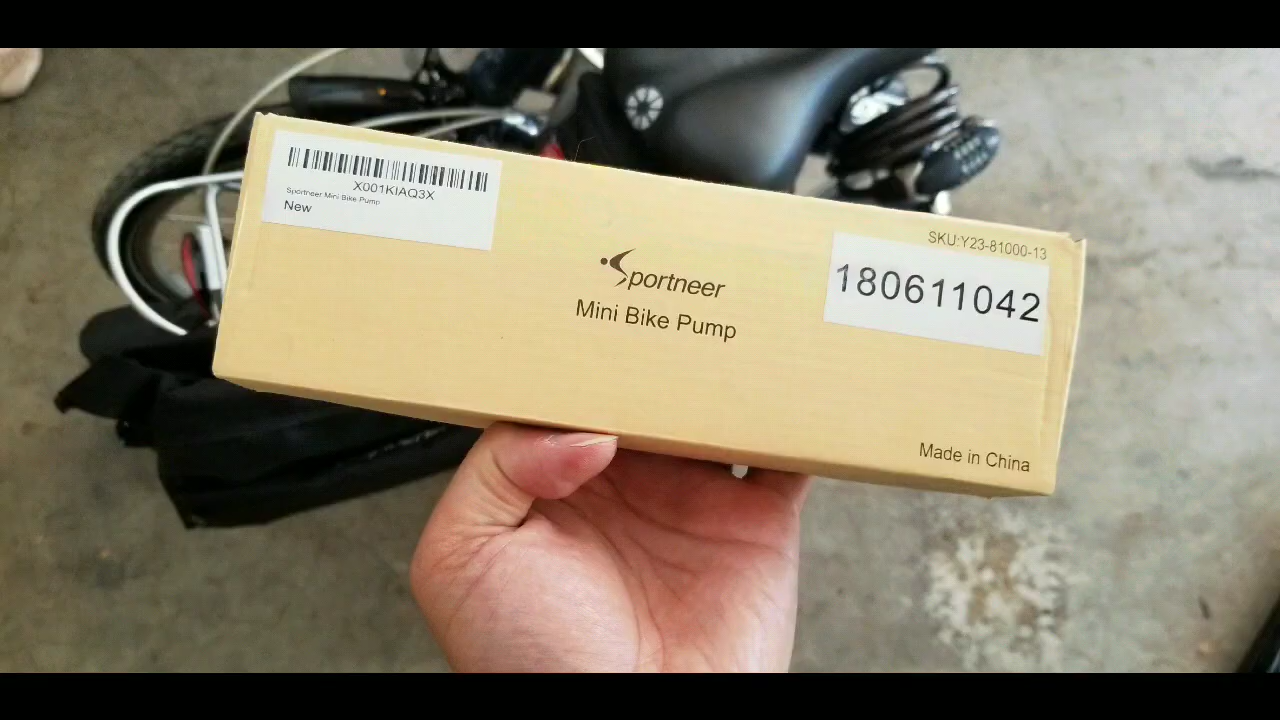 X001KIAQ3X
Sportneer Mini Bike Pump
New
Sportneer
Mini Bike Pump
SKU:Y23-81000-13
180611042
Made in China